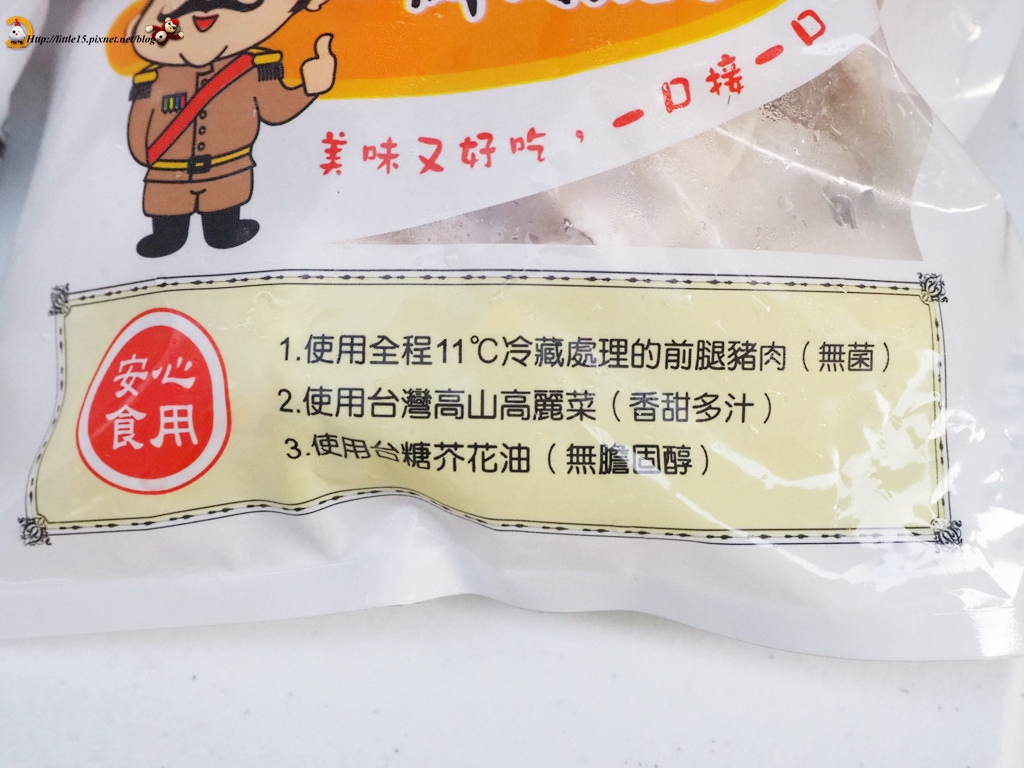 Http://little15.pixnet.net/blog
美味又好吃，一口接一口
安心
食用
1.使用全程11℃冷藏處理的前腿豬肉（無菌）
2.使用台灣高山高麗菜（香甜多汁）
3.使用台糖芥花油（無膽固醇）